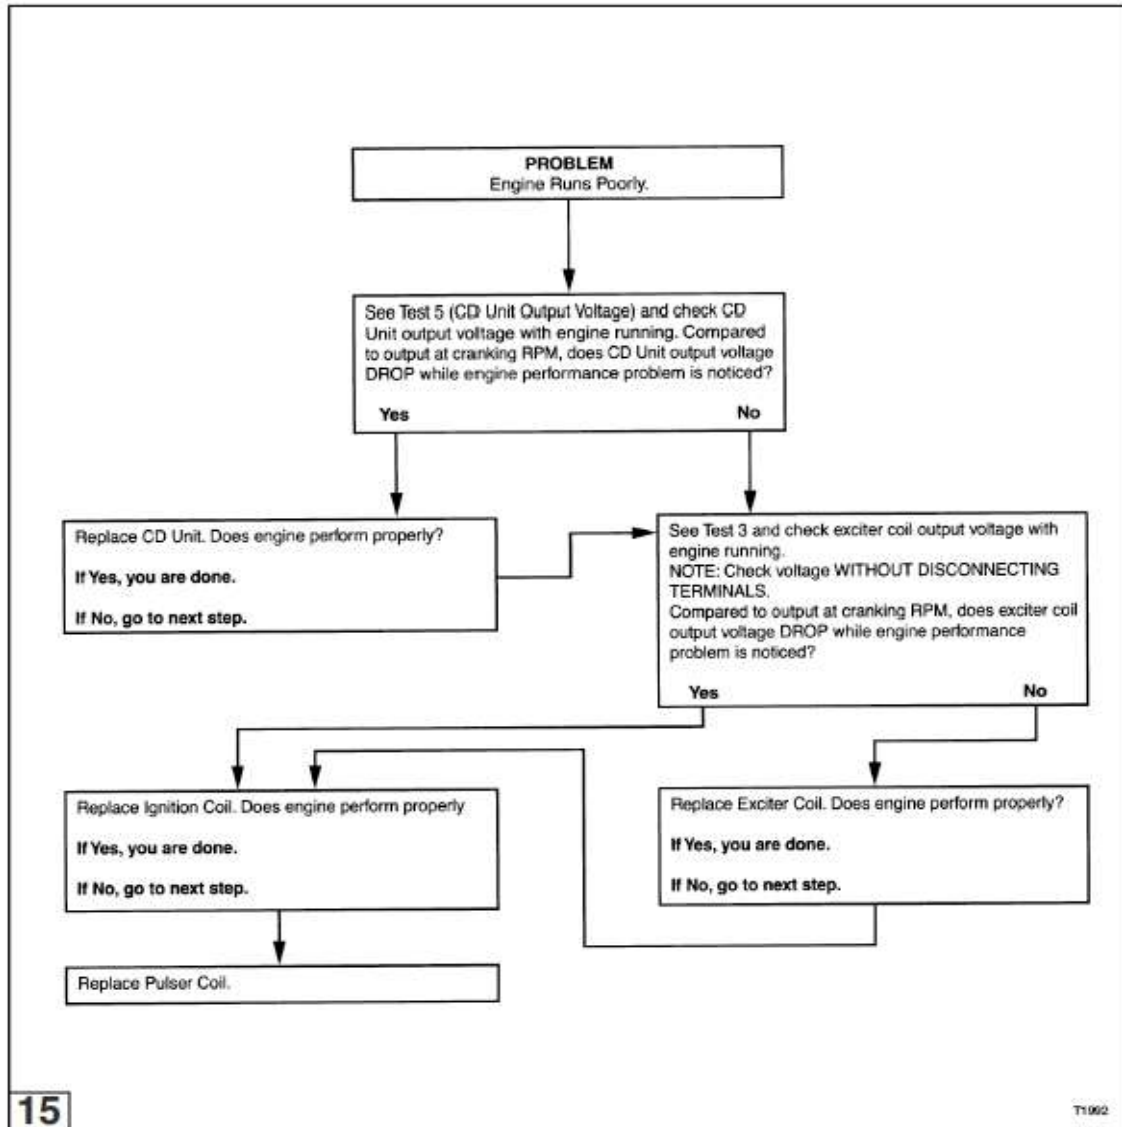 PROBLEM
Engine Runs Poorly.
See Test 5 (CD Unit Output Voltage) and check CD
Unit output voltage with engine running. Compared
to output at cranking RPM, does CD Unit output voltage
DROP while engine performance problem is noticed?
Yes No
Replace CD Unit. Does engine perform properly?
If Yes, you are done.
If No, go to next step.
See Test 3 and check exciter coil output voltage with
engine running.
NOTE: Check voltage WITHOUT DISCONNECTING
TERMINALS.
Compared to output at cranking RPM, does exciter coil
output voltage DROP while engine performance
problem is noticed?
Yes No
Replace Ignition Coil. Does engine perform properly
If Yes, you are done.
If No, go to next step.
Replace Exciter Coil. Does engine perform properly?
If Yes, you are done.
If No, go to next step.
Replace Pulser Coil.
15
T1992